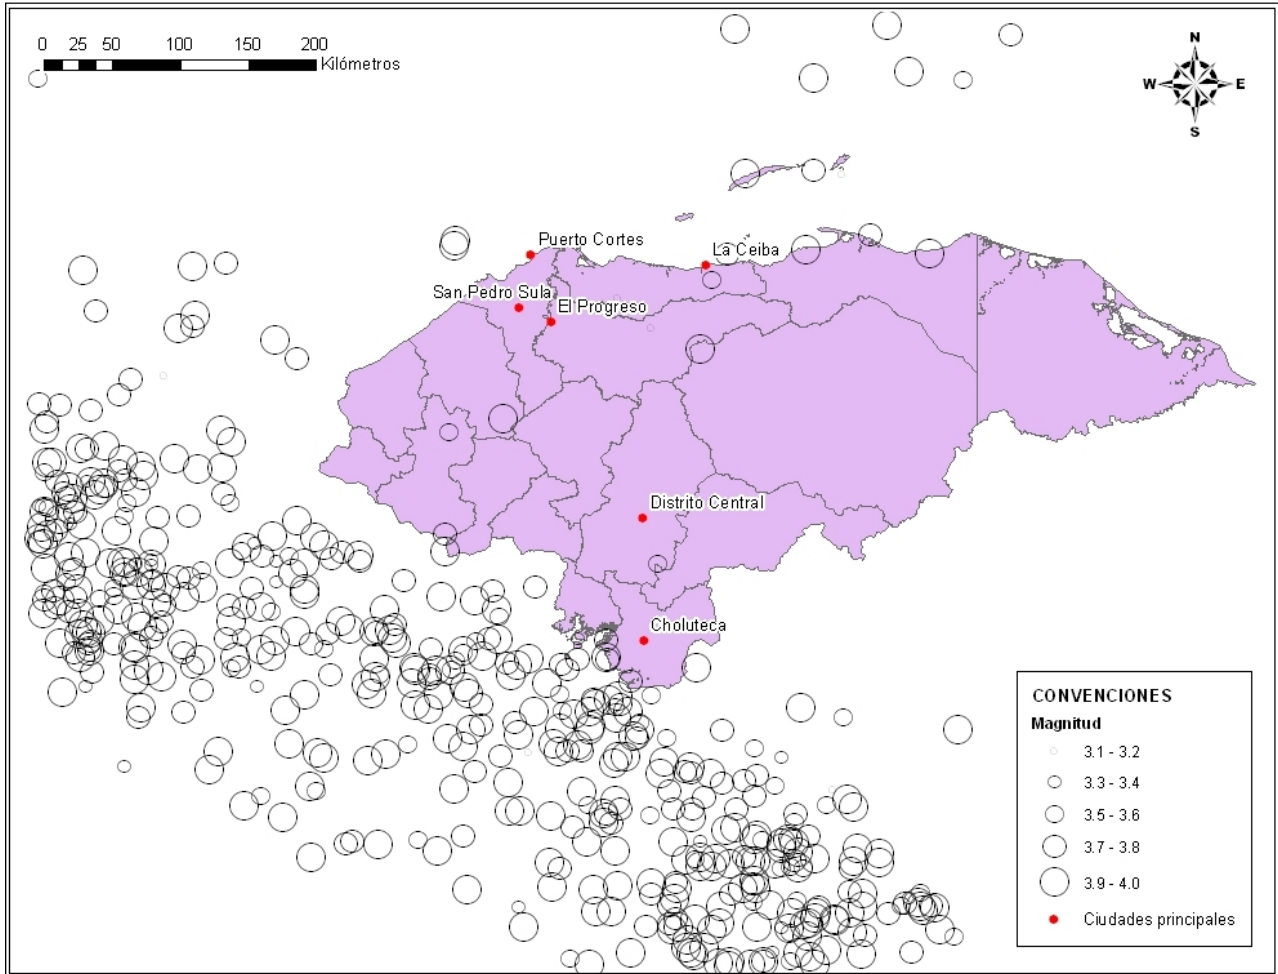 0 25 50 100 150 200
Kilómetros
N
W E
S
Puerto Cortes
La Ceiba
San Pedro Sula
El Progreso
Distrito Central
Choluteca
CONVENCIONES
Magnitud
3.1 - 3.2
3.3 - 3.4
3.5 - 3.6
3.7 - 3.8
3.9 - 4.0
Ciudades principales